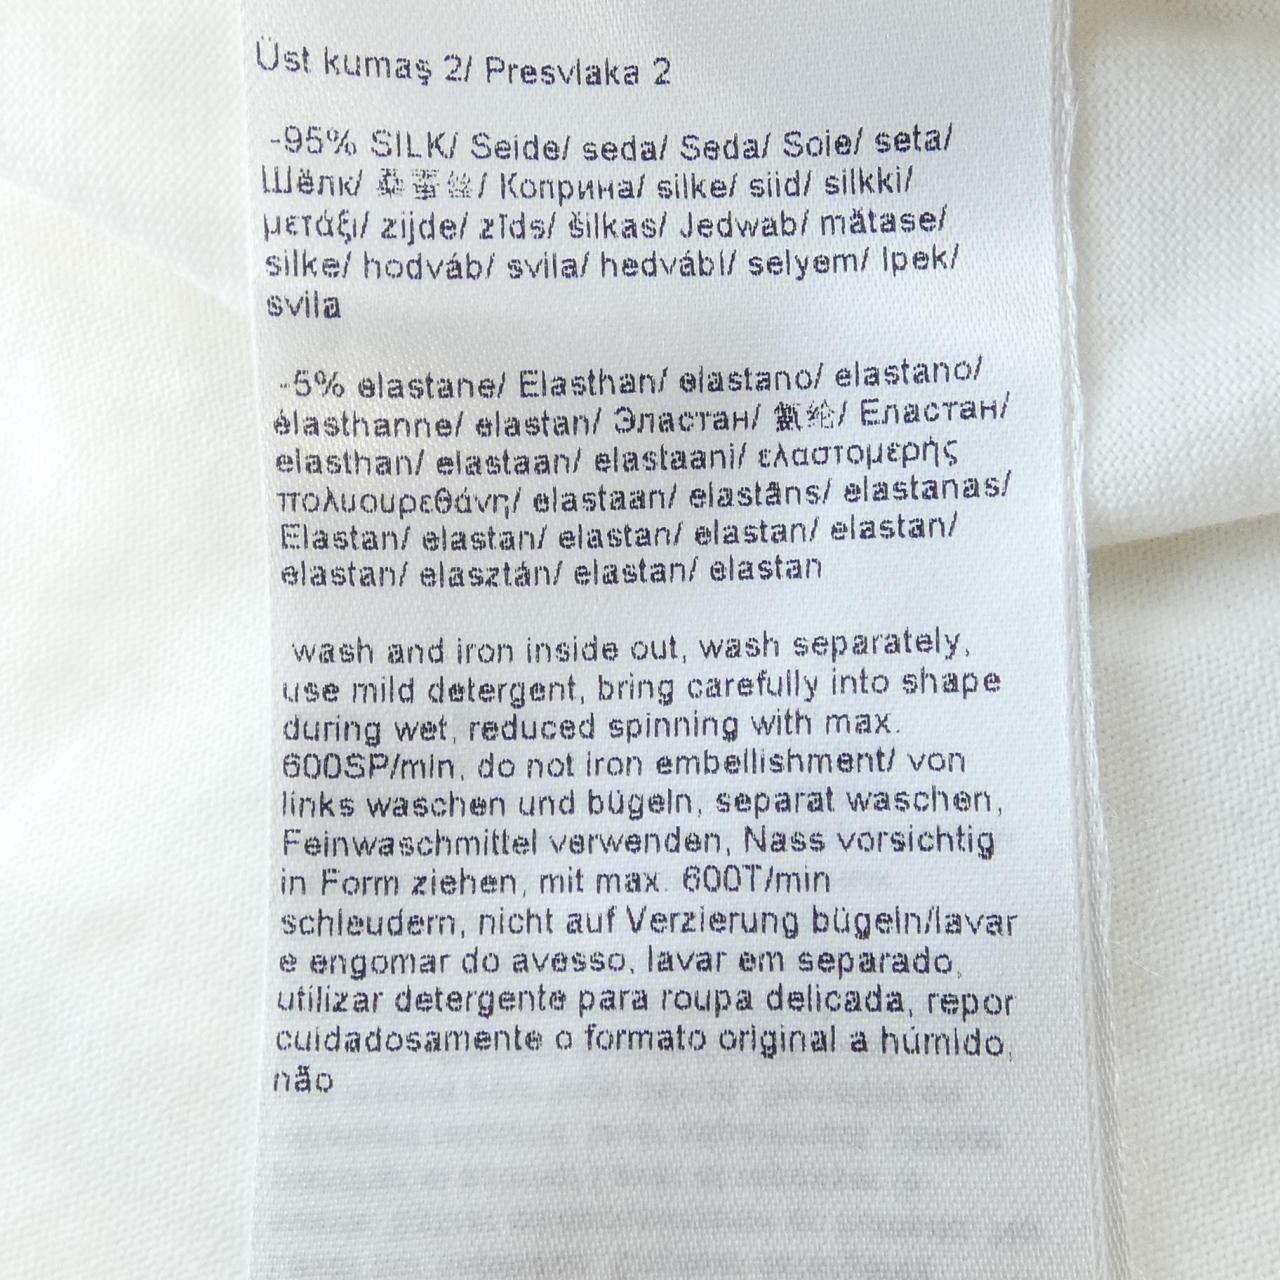 Üst kumaş 2/ Presvlaka 2
-95% SILK/ Seide/ seda/ Seda/ Soie/ seta/
Шёлк/ 桑蚕丝/ Коприна/ silke/ siid/ silkki/
μετάξι/ zijde/ zīds/ šilkas/ Jedwab/ mătase/
silke/ hodváb/ svila/ hedvábí/ selyem/ Ipek/
svila
-5% elastane/ Elasthan/ elastano/ elastano/
élasthanne/ elastan/ Эластан/ 氨纶/ Еластан/
elasthan/ elastaan/ elastaani/ ελαστομερής
πολυουρεθάνη/ elastaan/ elastāns/ elastanas/
Elastan/ elastan/ elastan/ elastan/ elastan/
elastan/ elasztán/ elastan/ elastan
wash and iron inside out, wash separately,
use mild detergent, bring carefully into shape
during wet, reduced spinning with max.
600SP/min, do not iron embellishment/ von
links waschen und bügeln, separat waschen,
Feinwaschmittel verwenden, Nass vorsichtig
in Form ziehen, mit max. 600T/min
schleudern, nicht auf Verzierung bügeln/lavar
e engomar do avesso, lavar em separado,
utilizar detergente para roupa delicada, repor
cuidadosamente o formato original a húmido,
não